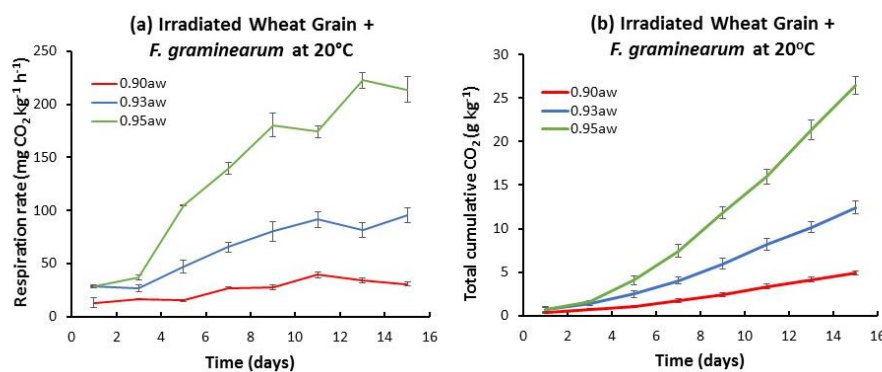 (a) Irradiated Wheat Grain +
F. graminearum at 20°C
0.90aw
0.93aw
0.95aw
Respiration rate (mg CO₂ kg⁻¹ h⁻¹)
250
200
150
100
50
0
0 2 4 6 8 10 12 14 16
Time (days)
(b) Irradiated Wheat Grain +
F. graminearum at 20°C
0.90aw
0.93aw
0.95aw
Total cumulative CO₂ (g kg⁻¹)
30
25
20
15
10
5
0
0 2 4 6 8 10 12 14 16
Time (days)